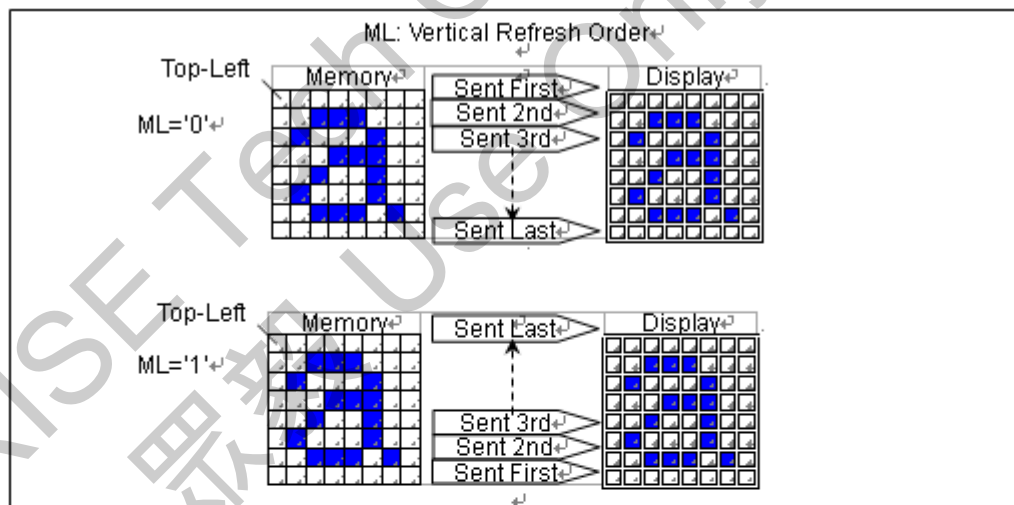 ML: Vertical Refresh Order
Top-Left
Memory
Sent First
Display
Sent 2nd
ML='0'
Sent 3rd
Sent Last
Top-Left
Memory
Sent Last
Display
ML='1'
Sent 3rd
Sent 2nd
Sent First